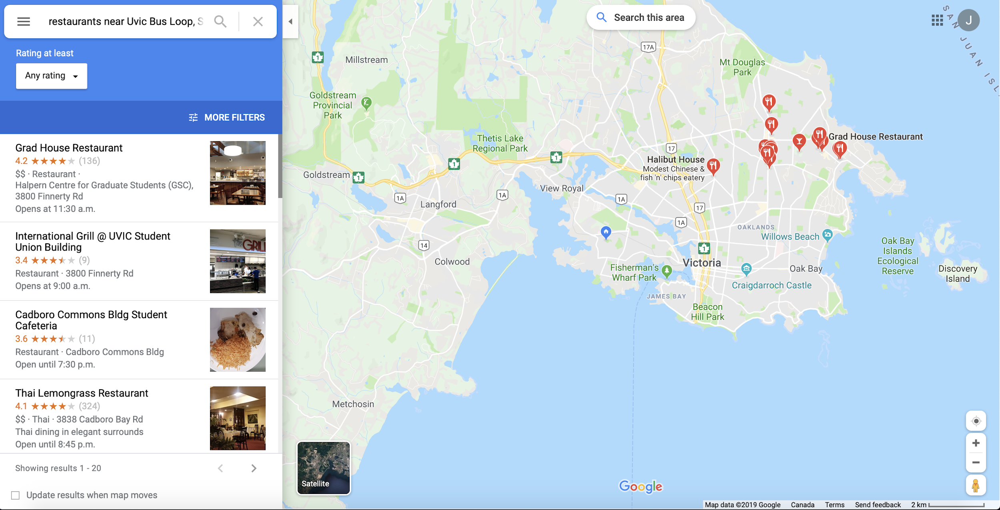 restaurants near Uvic Bus Loop, S
Rating at least
Any rating
MORE FILTERS
Grad House Restaurant
4.2 ★★★★★ (136)
$$ · Restaurant ·
Halpern Centre for Graduate Students (GSC),
3800 Finnerty Rd
Opens at 11:30 a.m.
International Grill @ UVIC Student
Union Building
3.4 ★★★★★ (9)
Restaurant · 3800 Finnerty Rd
Opens at 9:00 a.m.
GRILL
Cadboro Commons Bldg Student
Cafeteria
3.6 ★★★★★ (11)
Restaurant · Cadboro Commons Bldg
Open until 7:30 p.m.
Thai Lemongrass Restaurant
4.1 ★★★★★ (324)
$$ · Thai · 3838 Cadboro Bay Rd
Thai dining in elegant surrounds
Open until 8:45 p.m.
Showing results 1 - 20
Update results when map moves
Search this area
J
SAN JUAN ISL
17A
1
Millstream
Mt Douglas
Park
Goldstream
Provincial
Park
Thetis Lake
Regional Park
Grad House Restaurant
17
1
1
Halibut House
Modest Chinese &
fish 'n' chips eatery
Goldstream
1
View Royal
1A
1A
1A
Langford
17
1A
OAKLANDS
Willows Beach
14
1
Oak Bay
Islands
Ecological
Reserve
Colwood
Victoria
Fisherman's
Wharf Park
Oak Bay
Discovery
Island
Craigdarroch Castle
JAMES BAY
Beacon
Hill Park
Metchosin
Satellite
Google
Map data ©2019 Google
Canada
Terms
Send feedback
2 km